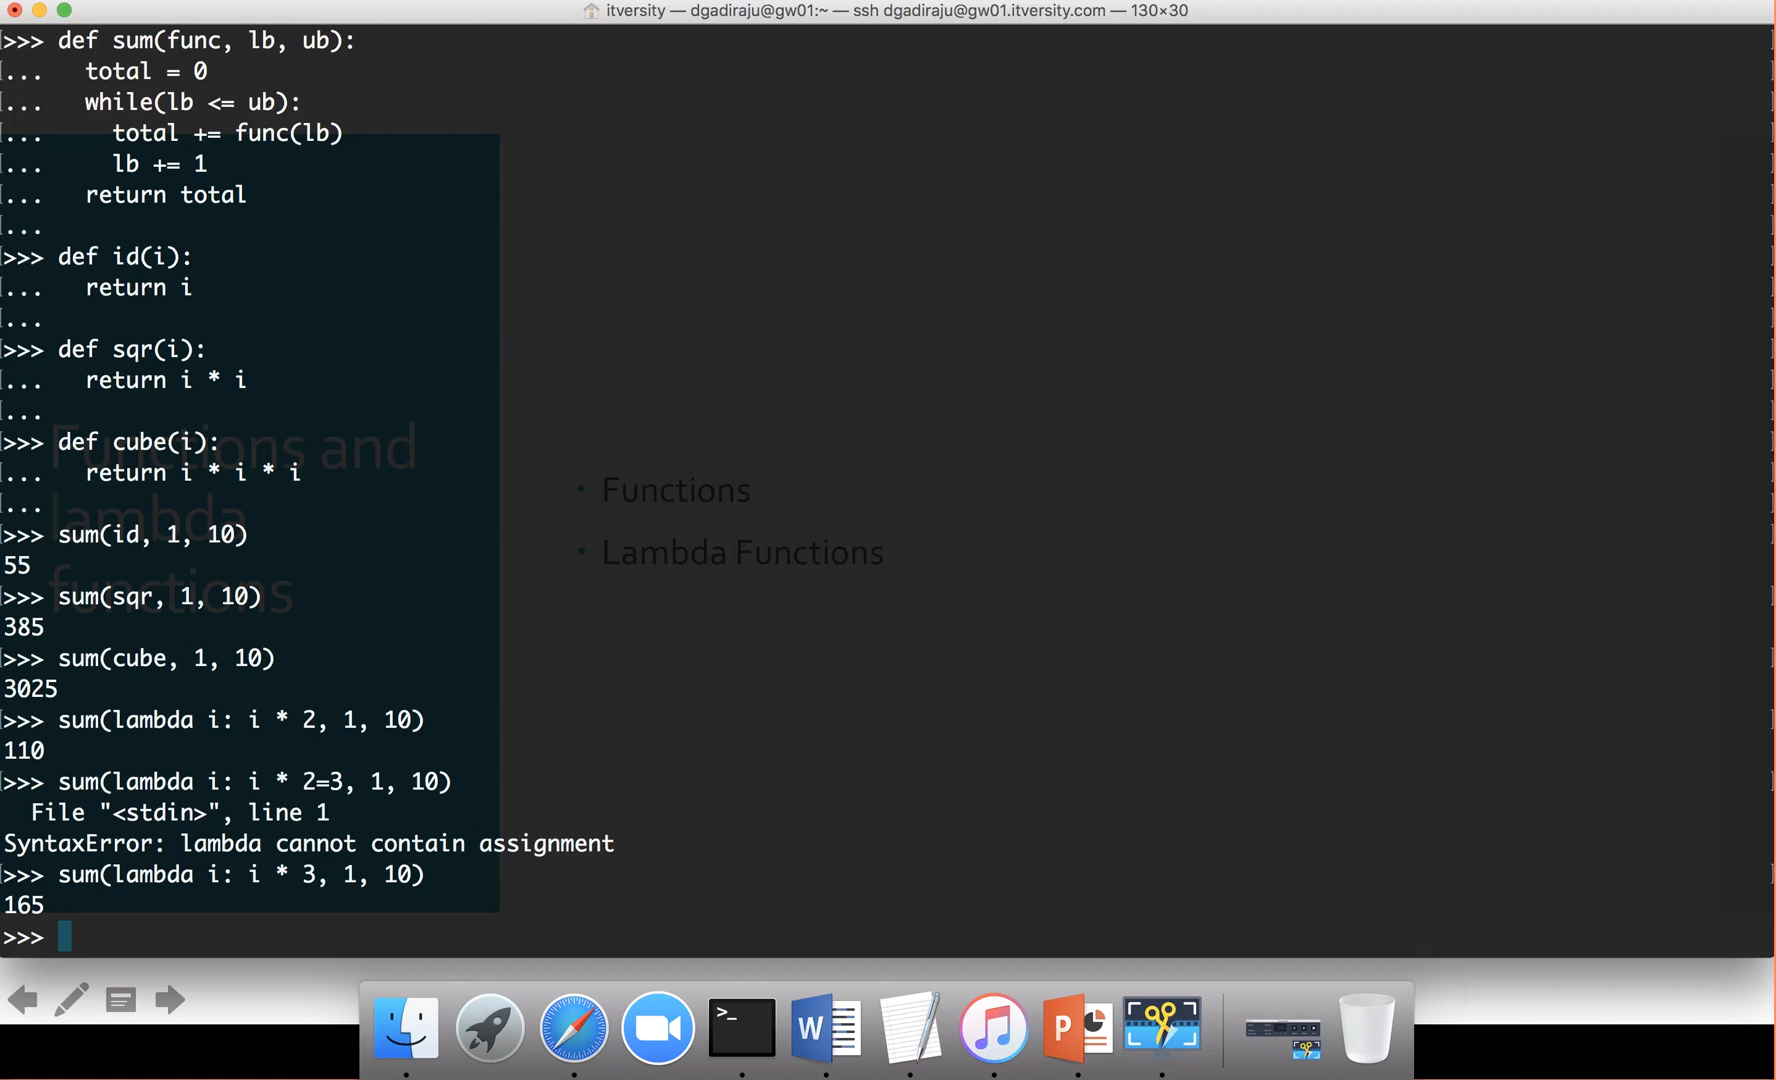 itversity — dgadiraju@gw01:~ — ssh dgadiraju@gw01.itversity.com — 130×30
>>> def sum(func, lb, ub):
...   total = 0
...   while(lb <= ub):
...     total += func(lb)
...     lb += 1
...   return total
...
>>> def id(i):
...   return i
...
>>> def sqr(i):
...   return i * i
...
>>> def cube(i):
...   return i * i * i
...
>>> sum(id, 1, 10)
55
>>> sum(sqr, 1, 10)
385
>>> sum(cube, 1, 10)
3025
>>> sum(lambda i: i * 2, 1, 10)
110
>>> sum(lambda i: i * 2=3, 1, 10)
  File "<stdin>", line 1
SyntaxError: lambda cannot contain assignment
>>> sum(lambda i: i * 3, 1, 10)
165
>>>
Functions and
lambda
functions
• Functions
• Lambda Functions
>_
W
P